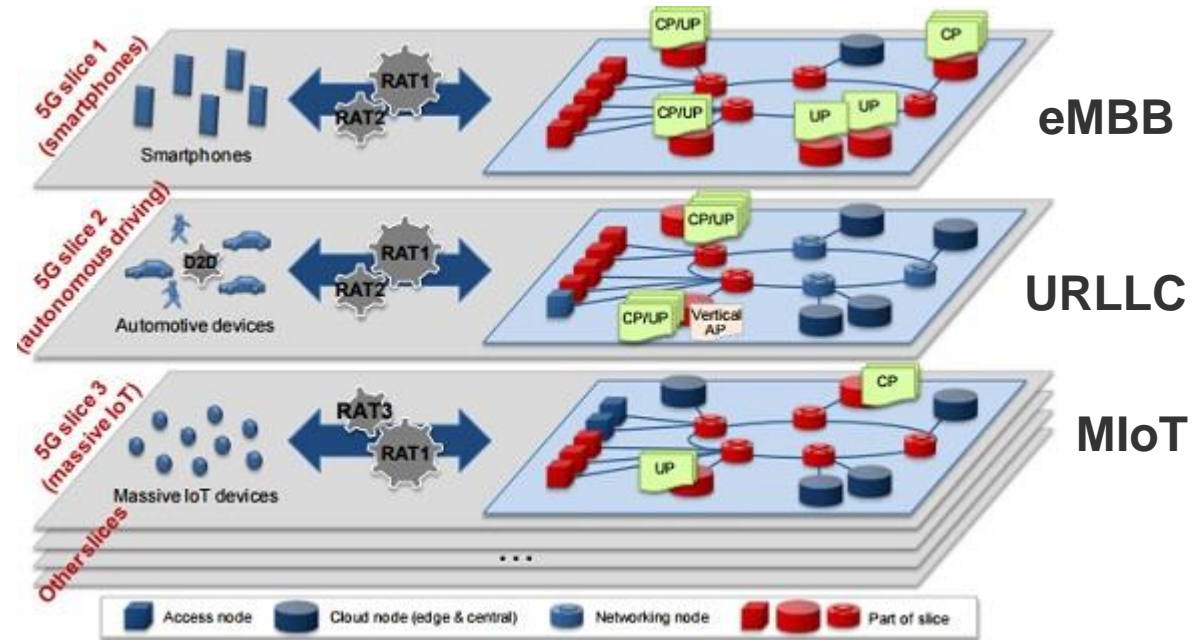 5G slice 1
(smartphones)
Smartphones
RAT1
RAT2
CP/UP
CP
CP/UP
UP
UP
eMBB
5G slice 2
(autonomous driving)
D2D
Automotive devices
RAT1
RAT2
CP/UP
CP/UP
Vertical
AP
URLLC
5G slice 3
(massive IoT)
Massive IoT devices
RAT3
RAT1
CP
UP
MIoT
Other slices
...
Access node
Cloud node (edge & central)
Networking node
Part of slice